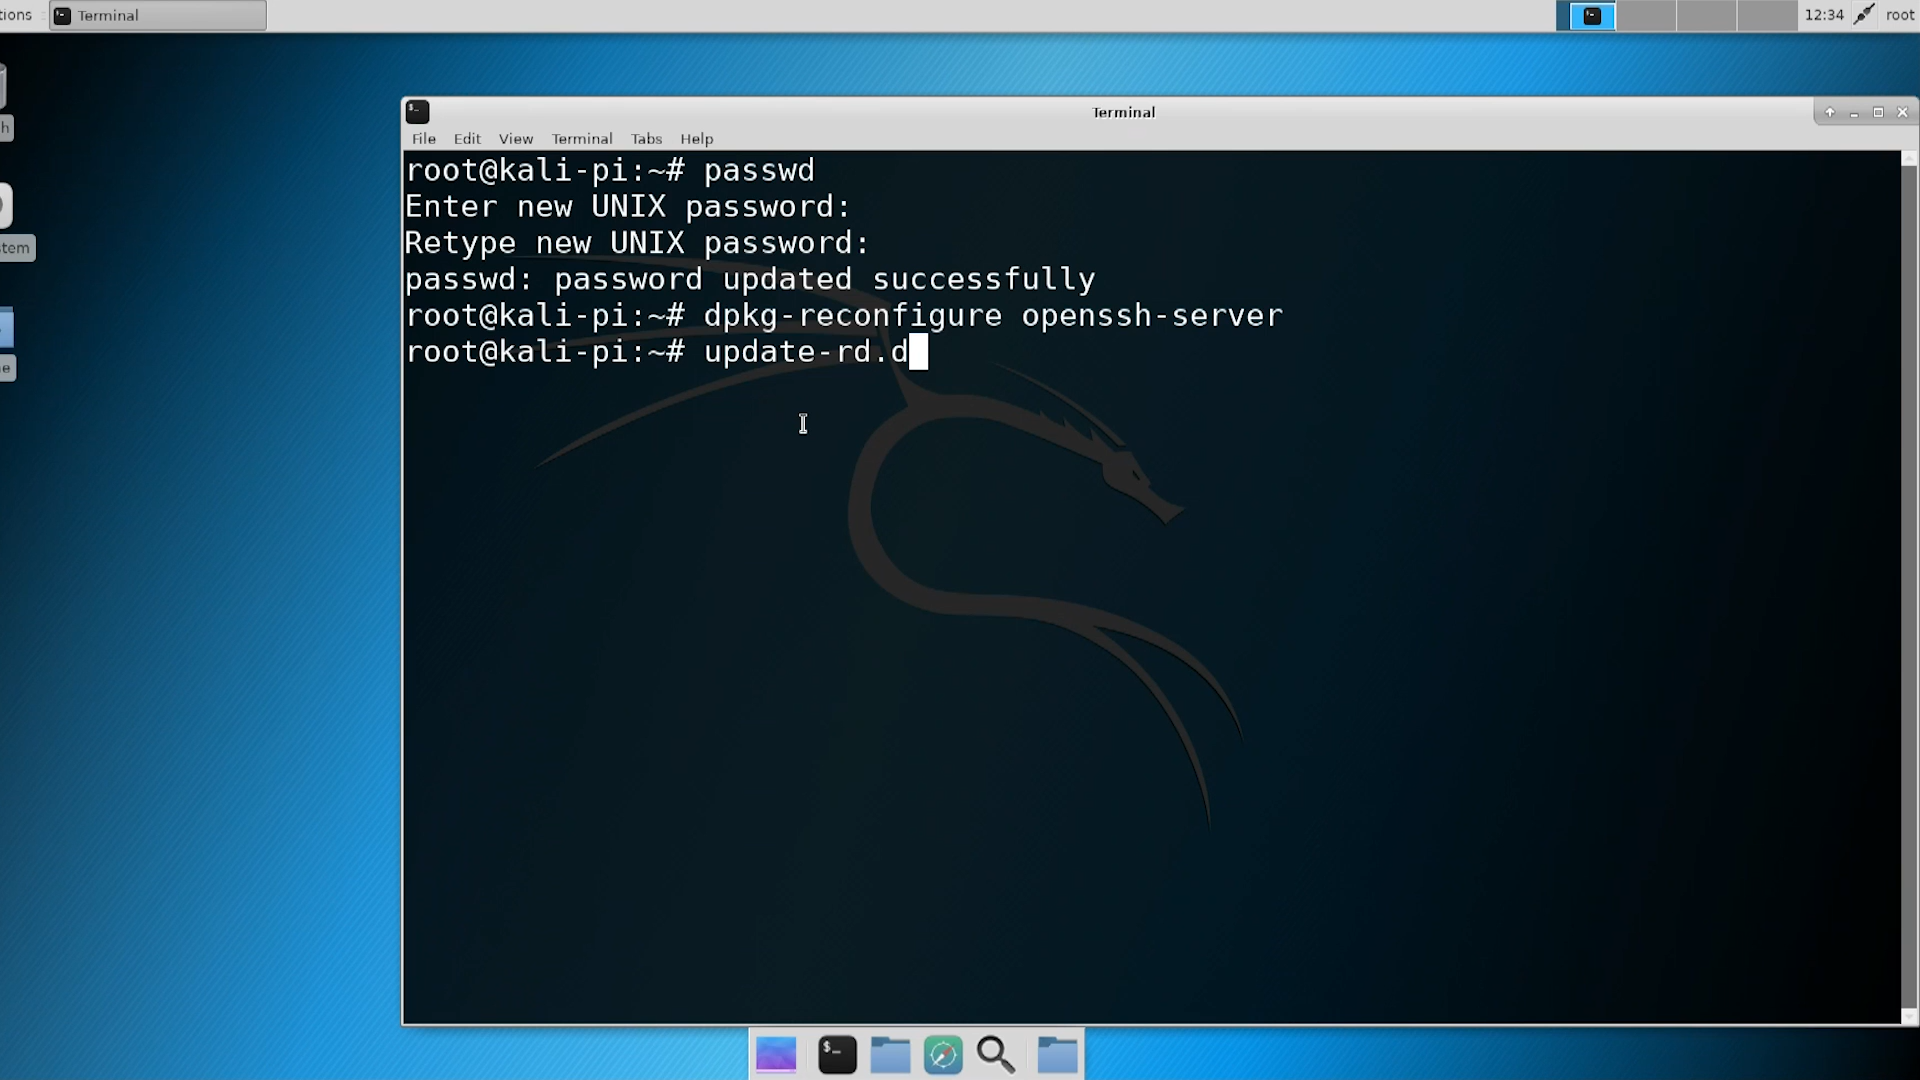 tions
Terminal
12:34
root
Terminal
File Edit View Terminal Tabs Help
root@kali-pi:~# passwd
Enter new UNIX password:
Retype new UNIX password:
passwd: password updated successfully
root@kali-pi:~# dpkg-reconfigure openssh-server
root@kali-pi:~# update-rd.d
h
stem
e
$_